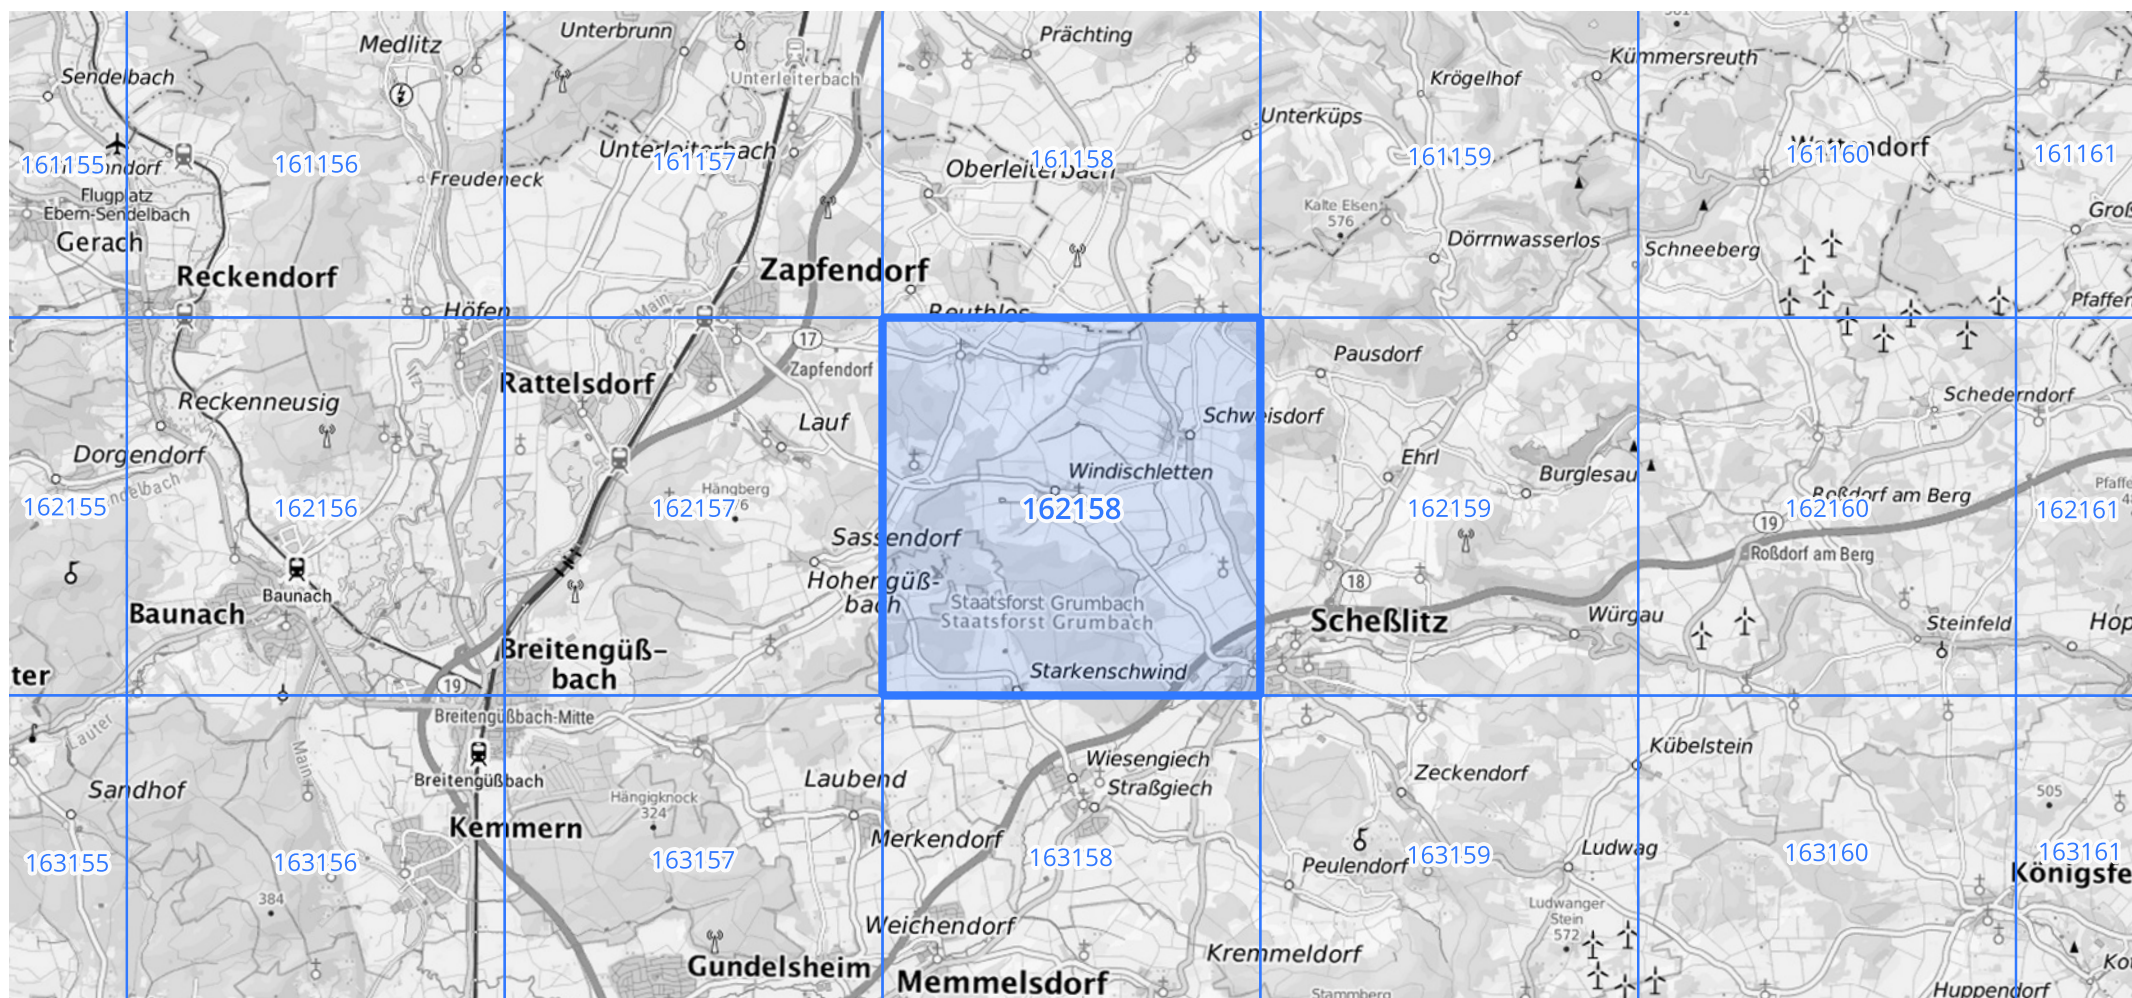 Medlitz
Unterbrunn
Prächting
Kümmersreuth
Sendelbach
Unterleiterbach
Krögelhof
Unterküps
161155
161156
Unterleiterbach
161157
161158
161159
161160
161161
Freudeneck
Oberleiterbach
Flugplatz
Ebern-Sendelbach
Kalte Elsen
576
Gerach
Dörrnwasserlos
Schneeberg
Reckendorf
Zapfendorf
Main
Höfen
17
Zapfendorf
Pausdorf
Rattelsdorf
Itz
Reckenneusig
Lauf
Schweisdorf
Schederndorf
Dorgendorf
Ehrl
Windischletten
Burglesau
Hängberg
Roßdorf am Berg
162155
162156
162157
162158
162159
162160
162161
19
Sassendorf
Roßdorf am Berg
Hohengüß-
bach
18
Baunach
Staatsforst Grumbach
Staatsforst Grumbach
Baunach
Scheßlitz
Würgau
Steinfeld
Breitengüß-
bach
Starkenschwind
19
Breitengüßbach-Mitte
Lauter
Main
Wiesengiech
Kübelstein
Breitengüßbach
Zeckendorf
Sandhof
Laubend
Straßgiech
Hängigknock
324
505
Kemmern
Merkendorf
Ludwag
163155
163156
163157
163158
Peulendorf
163159
163160
163161
384
Ludwanger
Stein
572
Weichendorf
Kremmeldorf
Gundelsheim
Memmelsdorf
Stammberg
Huppendorf